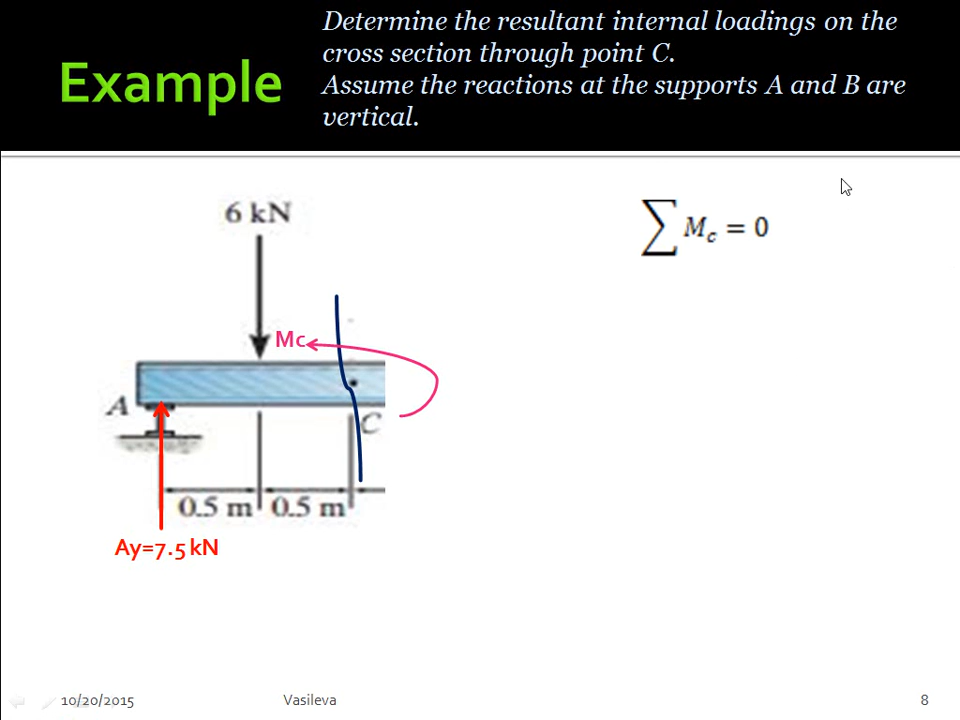 Example
Determine the resultant internal loadings on the
cross section through point C.
Assume the reactions at the supports A and B are
vertical.
6 kN
∑ M_c = 0
Mc
A
C
0.5 m 0.5 m
Ay=7.5 kN
10/20/2015 Vasileva 8